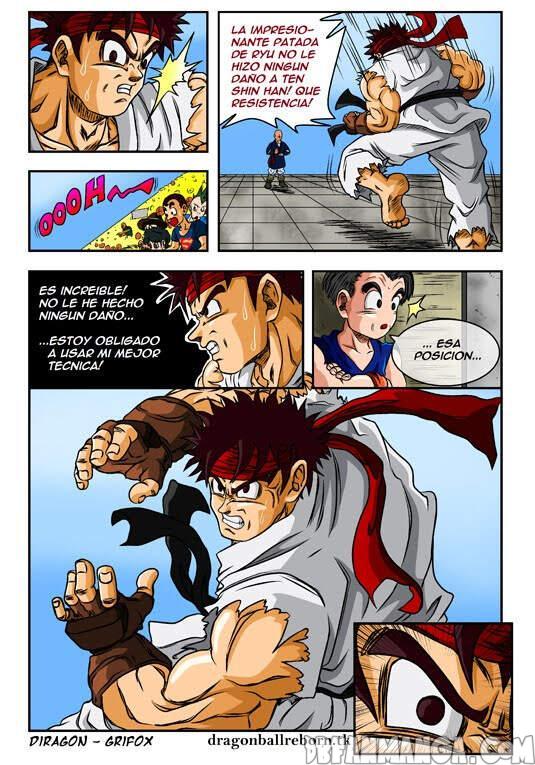 LA IMPRESIO-
NANTE PATADA
DE RYU NO LE
HIZO NINGUN
DAÑO A TEN
SHIN HAN! QUE
RESISTENCIA!
OOOH
ES INCREIBLE!
NO LE HE HECHO
NINGUN DAÑO...
...ESTOY OBLIGADO
A USAR MI MEJOR
TECNICA!
... ESA
POSICION...
DIRAGON - GRIFOX
dragonballreborn.tk
DBFANMANGA.COM